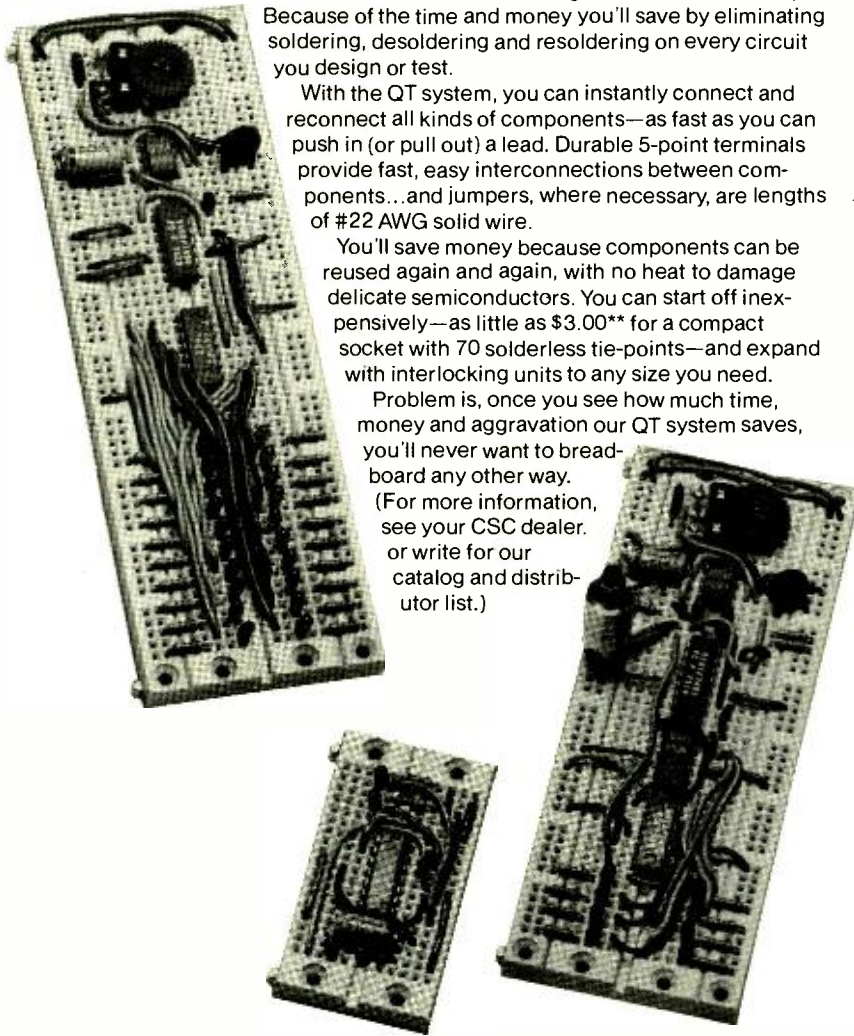 Because of the time and money you'll save by eliminating
soldering, desoldering and resoldering on every circuit
you design or test.
With the QT system, you can instantly connect and
reconnect all kinds of components—as fast as you can
push in (or pull out) a lead. Durable 5-point terminals
provide fast, easy interconnections between com-
ponents...and jumpers, where necessary, are lengths
of #22 AWG solid wire.
You'll save money because components can be
reused again and again, with no heat to damage
delicate semiconductors. You can start off inex-
pensively—as little as $3.00** for a compact
socket with 70 solderless tie-points—and expand
with interlocking units to any size you need.
Problem is, once you see how much time,
money and aggravation our QT system saves,
you'll never want to bread-
board any other way.
(For more information,
see your CSC dealer.
or write for our
catalog and distrib-
utor list.)